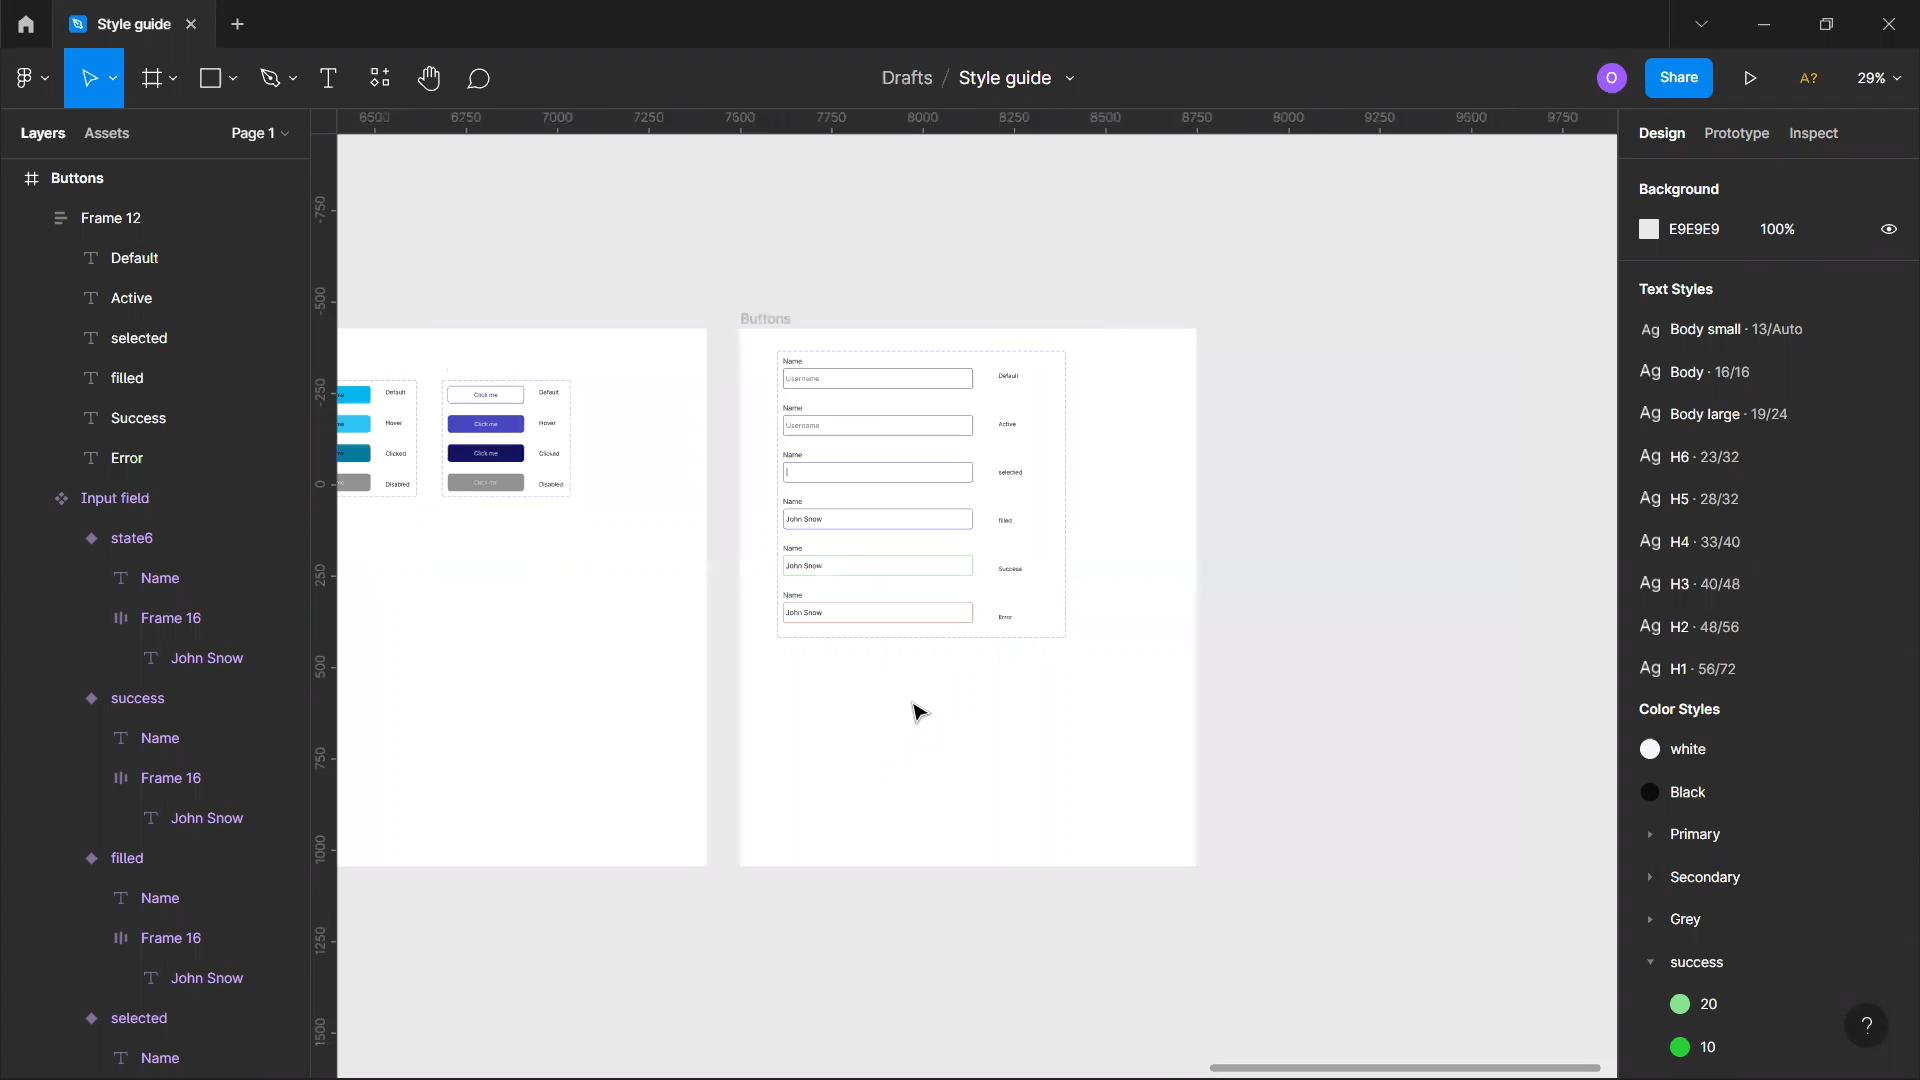 Style guide
Drafts / Style guide
O
Share
A?
29%
Layers
Assets
Page 1
Buttons
Frame 12
Default
Active
selected
filled
Success
Error
Input field
state6
Name
Frame 16
John Snow
success
Name
Frame 16
John Snow
filled
Name
Frame 16
John Snow
selected
Name
6500 6250 7000 7250 7500 7750 8000 8250 8500 8750 9000 9250 9500 9750
-750
-500
-250
0
250
500
750
1000
1250
1500
Default
Hover
Clicked
Disabled
Click me
Default
Click me
Hover
Click me
Clicked
Click me
Disabled
Buttons
Name
Username
Default
Name
Username
Active
Name
selected
Name
John Snow
filled
Name
John Snow
Success
Name
John Snow
Error
Design
Prototype
Inspect
Background
E9E9E9
100%
Text Styles
Ag Body small · 13/Auto
Ag Body · 16/16
Ag Body large · 19/24
Ag H6 · 23/32
Ag H5 · 28/32
Ag H4 · 33/40
Ag H3 · 40/48
Ag H2 · 48/56
Ag H1 · 56/72
Color Styles
white
Black
Primary
Secondary
Grey
success
20
10
?